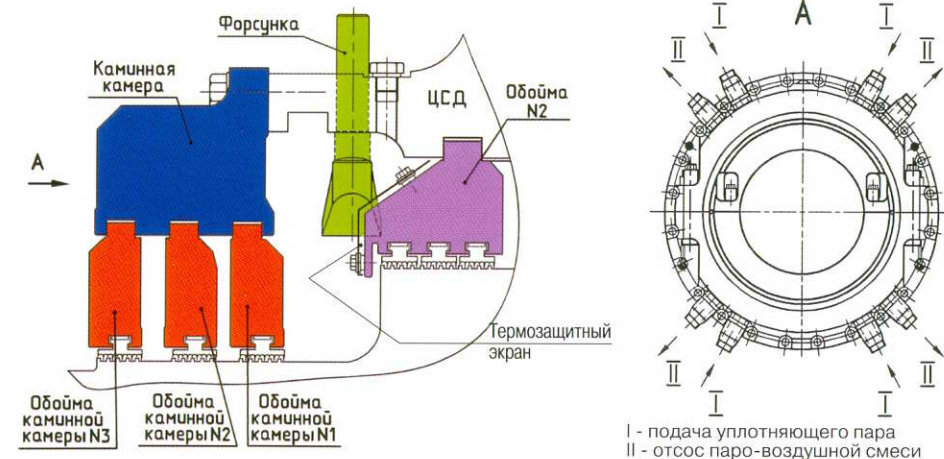 Форсунка
Каминная
камера
ЦСД
Обойма
N2
А
Термозащитный
экран
Обойма
каминной
камеры N3
Обойма
каминной
камеры N2
Обойма
каминной
камеры N1
I
А
I
II
II
II
II
I
I
I - подача уплотняющего пара
II - отсос паро-воздушной смеси